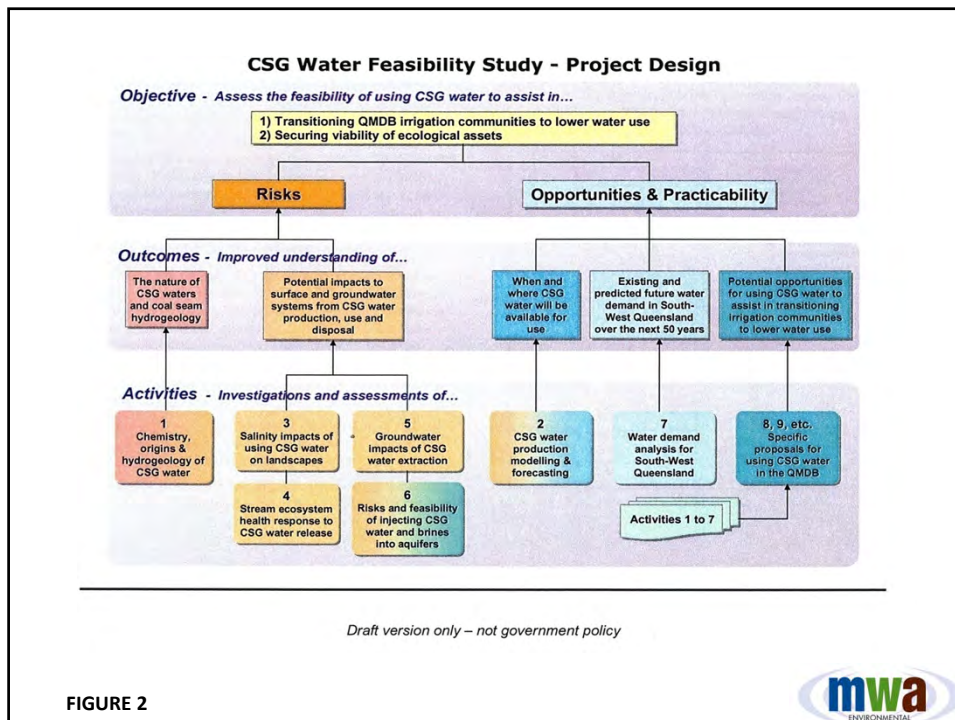 CSG Water Feasibility Study - Project Design
Objective - Assess the feasibility of using CSG water to assist in…
1) Transitioning QMDB irrigation communities to lower water use
2) Securing viability of ecological assets
Risks
Opportunities & Practicability
Outcomes - Improved understanding of…
The nature of
CSG waters
and coal seam
hydrogeology
Potential impacts to
surface and groundwater
systems from CSG water
production, use and
disposal
When and
where CSG
water will be
available for
use
Existing and
predicted future water
demand in South-
West Queensland
over the next 50 years
Potential opportunities
for using CSG water to
assist in transitioning
irrigation communities
to lower water use
Activities - Investigations and assessments of…
1
Chemistry,
origins &
hydrogeology of
CSG water
3
Salinity impacts of
using CSG water
on landscapes
5
Groundwater
impacts of CSG
water extraction
2
CSG water
production
modelling &
forecasting
7
Water demand
analysis for
South-West
Queensland
8, 9, etc.
Specific
proposals for
using CSG water
in the QMDB
4
Stream ecosystem
health response to
CSG water release
6
Risks and feasibility
of injecting CSG
water and brines
into aquifers
Activities 1 to 7
Draft version only – not government policy
FIGURE 2
mwa
ENVIRONMENTAL